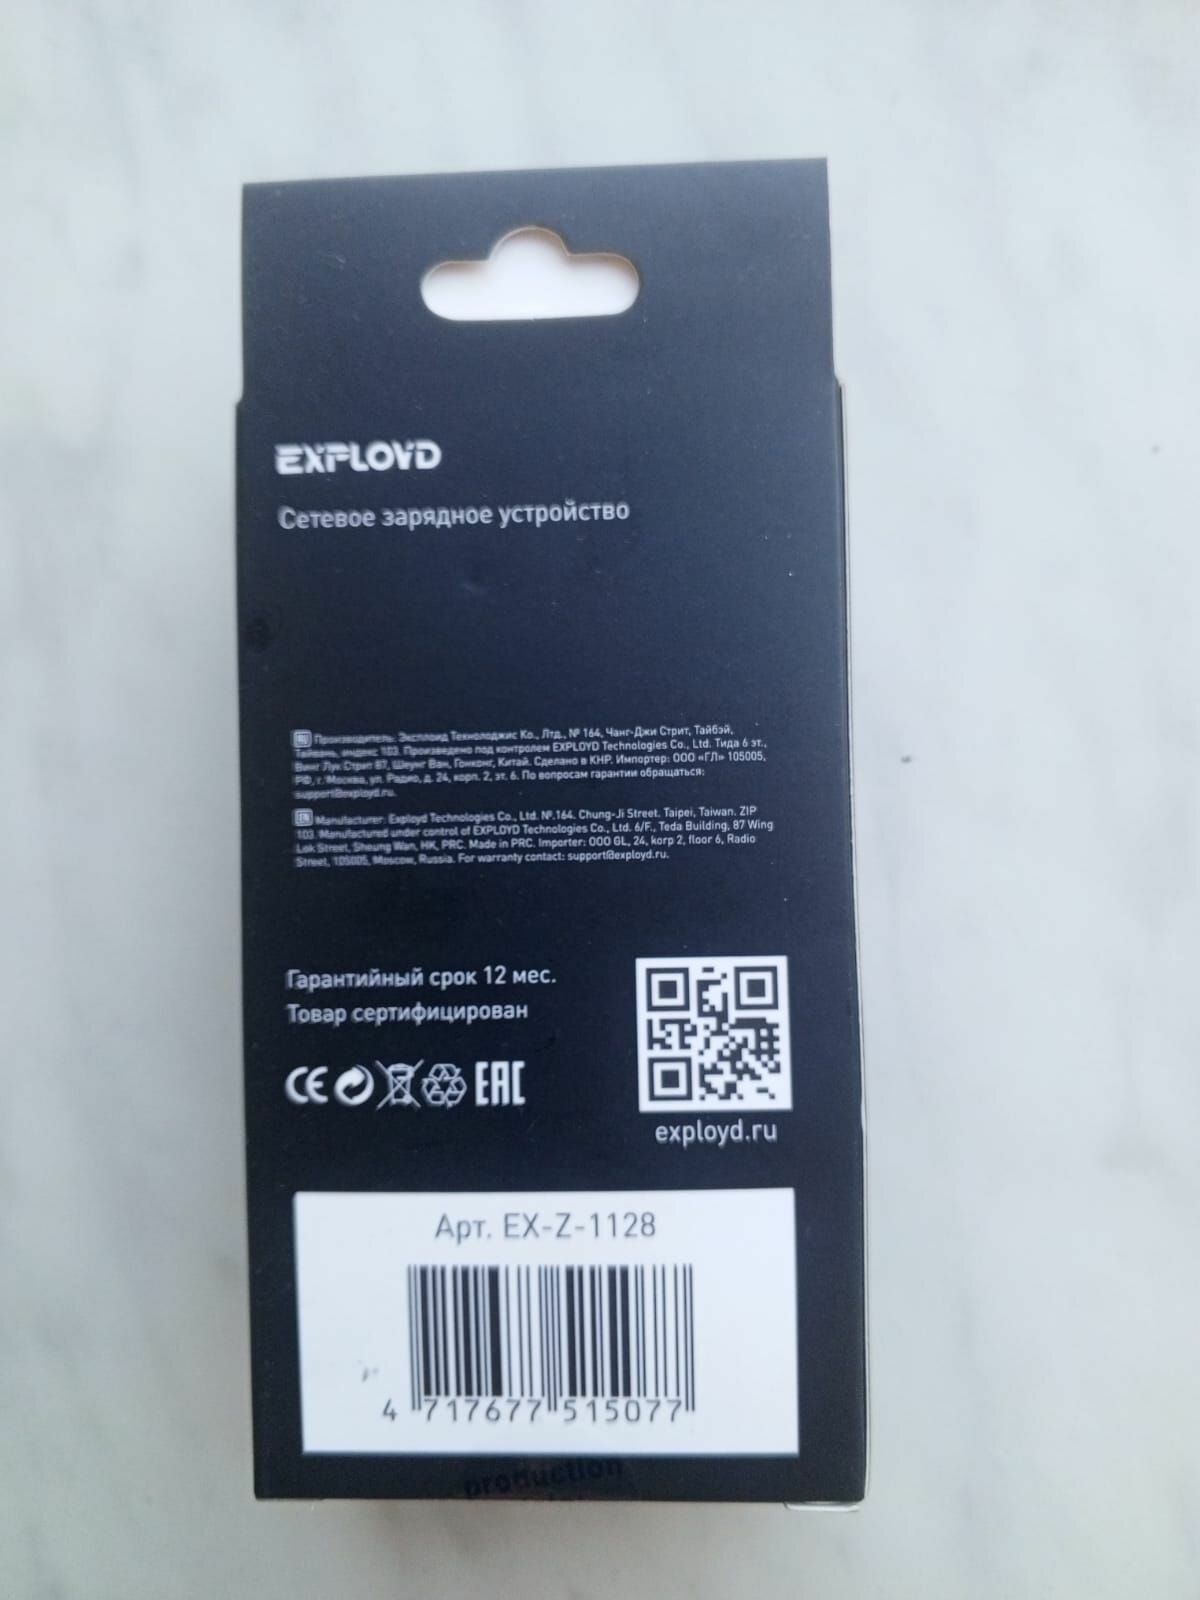 EXPLOYD
Сетевое зарядное устройство
RU Производитель: Эксплоид Технолоджис Ко., Лтд., № 164, Чанг-Джи Стрит, Тайбэй,
Тайвань, индекс 103. Произведено под контролем EXPLOYD Technologies Co., Ltd. Тида 6 эт.,
Винг Лук Стрит 87, Шеунг Ван, Гонконг, Китай. Сделано в КНР. Импортер: ООО «ГЛ» 105005,
РФ, г. Москва, ул. Радио, д. 24, корп. 2, эт. 6. По вопросам гарантии обращаться:
support@exployd.ru.
EN Manufacturer: Exployd Technologies Co., Ltd. №.164. Chung-Ji Street. Taipei, Taiwan. ZIP
103. Manufactured under control of EXPLOYD Technologies Co., Ltd. 6/F., Teda Building, 87 Wing
Lok Street, Sheung Wan, HK, PRC. Made in PRC. Importer: OOO GL, 24, korp 2, floor 6, Radio
Street, 105005, Moscow, Russia. For warranty contact: support@exployd.ru.
Гарантийный срок 12 мес.
Товар сертифицирован
CE EAC
exployd.ru
Арт. EX-Z-1128
4 717677 515077
production